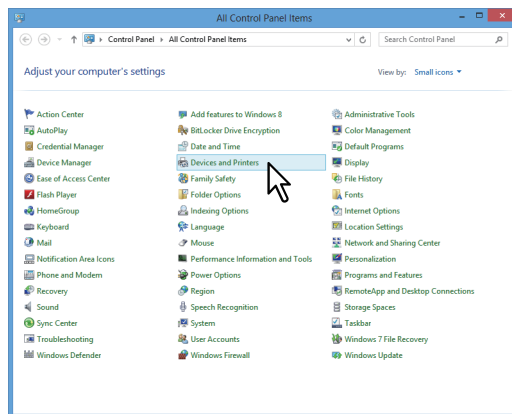 All Control Panel Items
Control Panel All Control Panel Items Search Control Panel
Adjust your computer's settings View by: Small icons
Action Center Add features to Windows 8 Administrative Tools
AutoPlay BitLocker Drive Encryption Color Management
Credential Manager Date and Time Default Programs
Device Manager Devices and Printers Display
Ease of Access Center Family Safety File History
Flash Player Folder Options Fonts
HomeGroup Indexing Options Internet Options
Keyboard Language Location Settings
Mail Mouse Network and Sharing Center
Notification Area Icons Performance Information and Tools Personalization
Phone and Modem Power Options Programs and Features
Recovery Region RemoteApp and Desktop Connections
Sound Speech Recognition Storage Spaces
Sync Center System Taskbar
Troubleshooting User Accounts Windows 7 File Recovery
Windows Defender Windows Firewall Windows Update